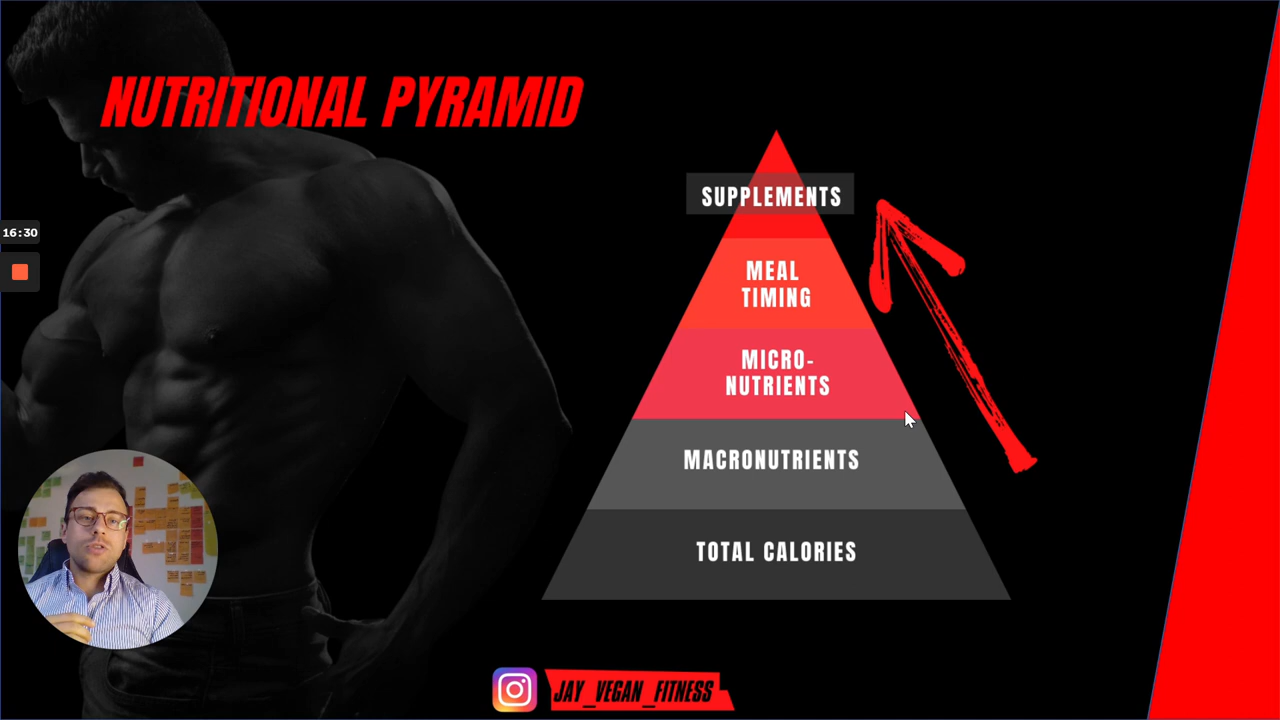 NUTRITIONAL PYRAMID
SUPPLEMENTS
16:30
MEAL
TIMING
MICRO-
NUTRIENTS
MACRONUTRIENTS
TOTAL CALORIES
JAY_VEGAN_FITNESS